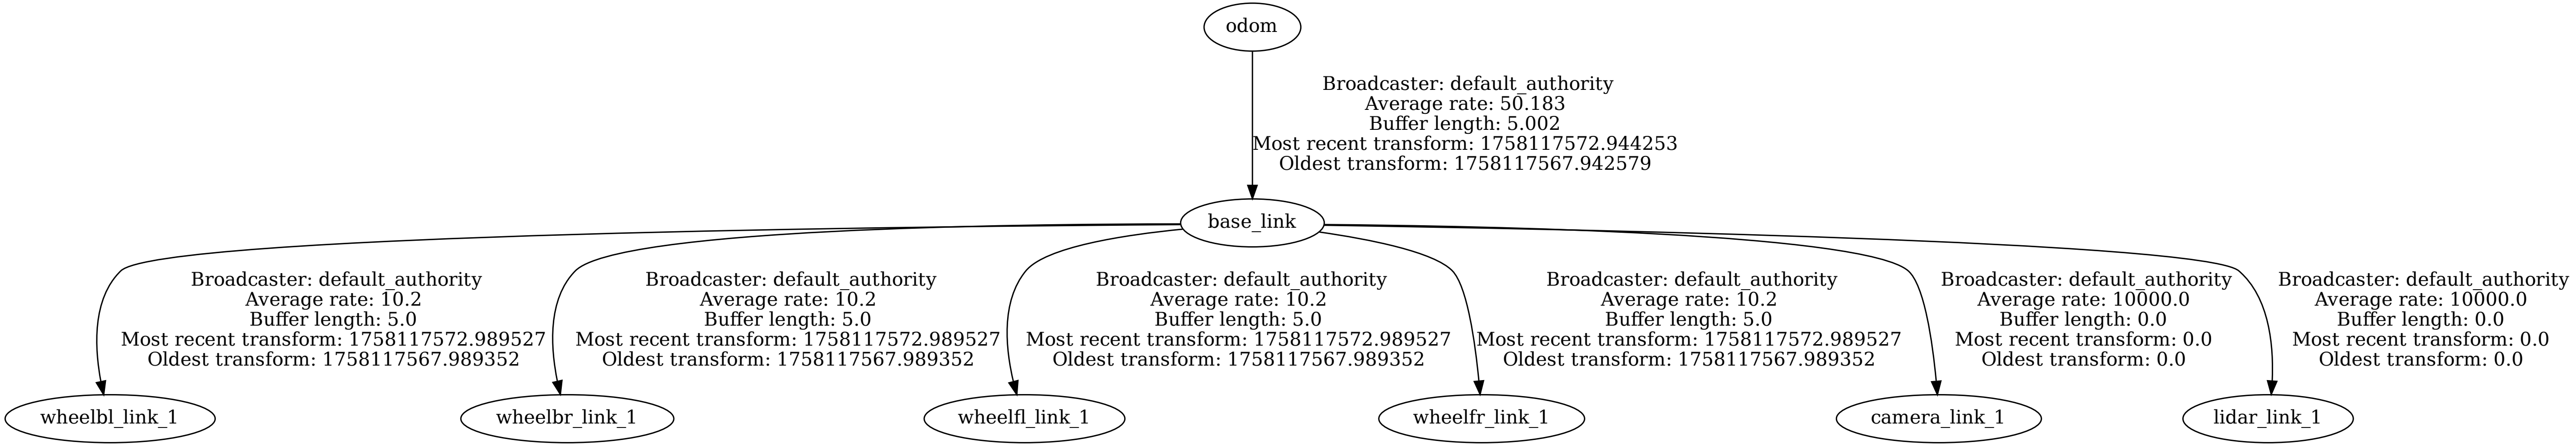 odom
Broadcaster: default_authority
Average rate: 50.183
Buffer length: 5.002
Most recent transform: 1758117572.944253
Oldest transform: 1758117567.942579
base_link
Broadcaster: default_authority
Average rate: 10.2
Buffer length: 5.0
Most recent transform: 1758117572.989527
Oldest transform: 1758117567.989352
Broadcaster: default_authority
Average rate: 10.2
Buffer length: 5.0
Most recent transform: 1758117572.989527
Oldest transform: 1758117567.989352
Broadcaster: default_authority
Average rate: 10.2
Buffer length: 5.0
Most recent transform: 1758117572.989527
Oldest transform: 1758117567.989352
Broadcaster: default_authority
Average rate: 10.2
Buffer length: 5.0
Most recent transform: 1758117572.989527
Oldest transform: 1758117567.989352
Broadcaster: default_authority
Average rate: 10000.0
Buffer length: 0.0
Most recent transform: 0.0
Oldest transform: 0.0
Broadcaster: default_authority
Average rate: 10000.0
Buffer length: 0.0
Most recent transform: 0.0
Oldest transform: 0.0
wheelbl_link_1
wheelbr_link_1
wheelfl_link_1
wheelfr_link_1
camera_link_1
lidar_link_1